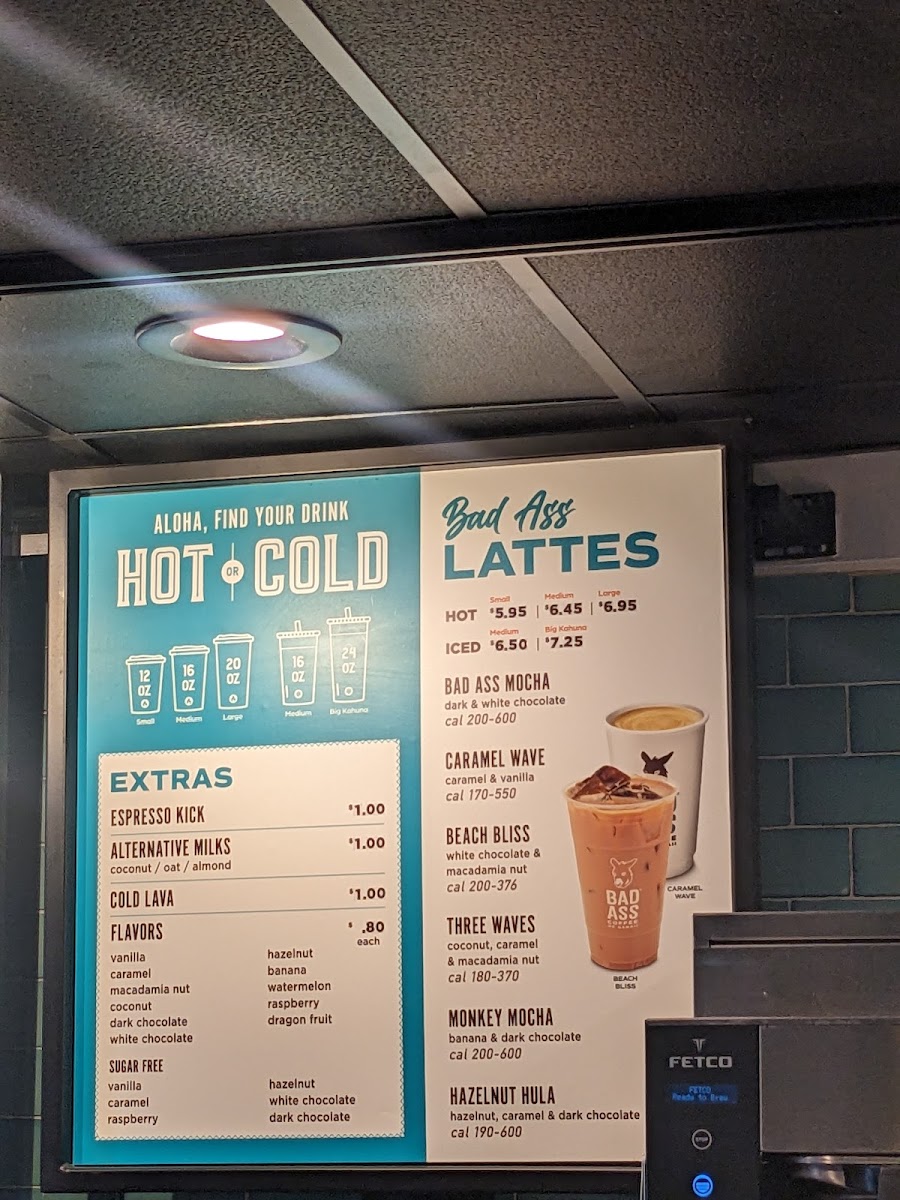 ALOHA, FIND YOUR DRINK
HOT OR COLD
12 OZ
16 OZ
20 OZ
16 OZ
24 OZ
Small
Medium
Large
Medium
Big Kahuna
EXTRAS
ESPRESSO KICK $1.00
ALTERNATIVE MILKS $1.00
coconut / oat / almond
COLD LAVA $1.00
FLAVORS $.80
each
vanilla
caramel
macadamia nut
coconut
dark chocolate
white chocolate
hazelnut
banana
watermelon
raspberry
dragon fruit
SUGAR FREE
vanilla
caramel
raspberry
hazelnut
white chocolate
dark chocolate
Bad Ass
LATTES
Small Medium Large
HOT $5.95 | $6.45 | $6.95
Medium Big Kahuna
ICED $6.50 | $7.25
BAD ASS MOCHA
dark & white chocolate
cal 200-600
CARAMEL WAVE
caramel & vanilla
cal 170-550
BEACH BLISS
white chocolate &
macadamia nut
cal 200-376
THREE WAVES
coconut, caramel
& macadamia nut
cal 180-370
MONKEY MOCHA
banana & dark chocolate
cal 200-600
HAZELNUT HULA
hazelnut, caramel & dark chocolate
cal 190-600
BAD
ASS
COFFEE
OF HAWAII
CARAMEL
WAVE
BEACH
BLISS
FETCO
FETCO
Ready to Brew
STOP